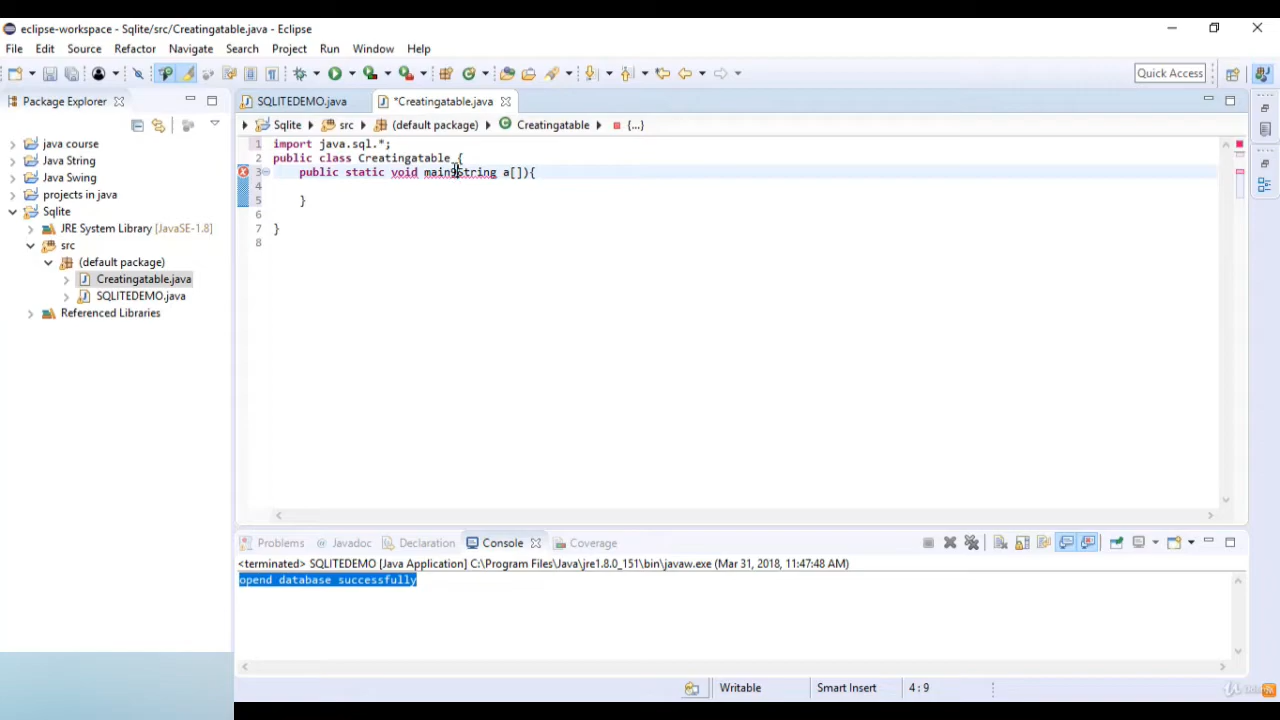 eclipse-workspace - Sqlite/src/Creatingatable.java - Eclipse
File Edit Source Refactor Navigate Search Project Run Window Help
Quick Access
Package Explorer
SQLITEDEMO.java
*Creatingatable.java
Sqlite src (default package) Creatingatable {...}
java course
Java String
Java Swing
projects in java
Sqlite
JRE System Library [JavaSE-1.8]
src
(default package)
Creatingatable.java
SQLITEDEMO.java
Referenced Libraries
1 import java.sql.*;
2 public class Creatingatable {
3 public static void main9String a[]){
4
5 }
6
7 }
8
Problems Javadoc Declaration Console Coverage
<terminated> SQLITEDEMO [Java Application] C:\Program Files\Java\jre1.8.0_151\bin\javaw.exe (Mar 31, 2018, 11:47:48 AM)
opend database successfully
Writable Smart Insert 4 : 9